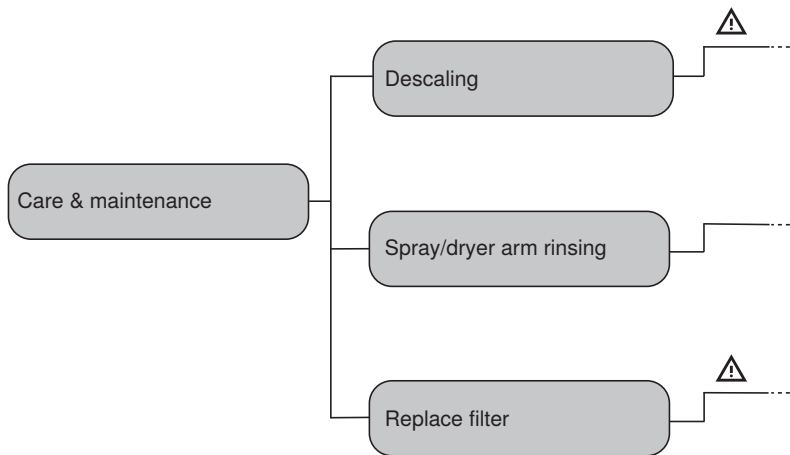 Descaling
Care & maintenance
Spray/dryer arm rinsing
Replace filter